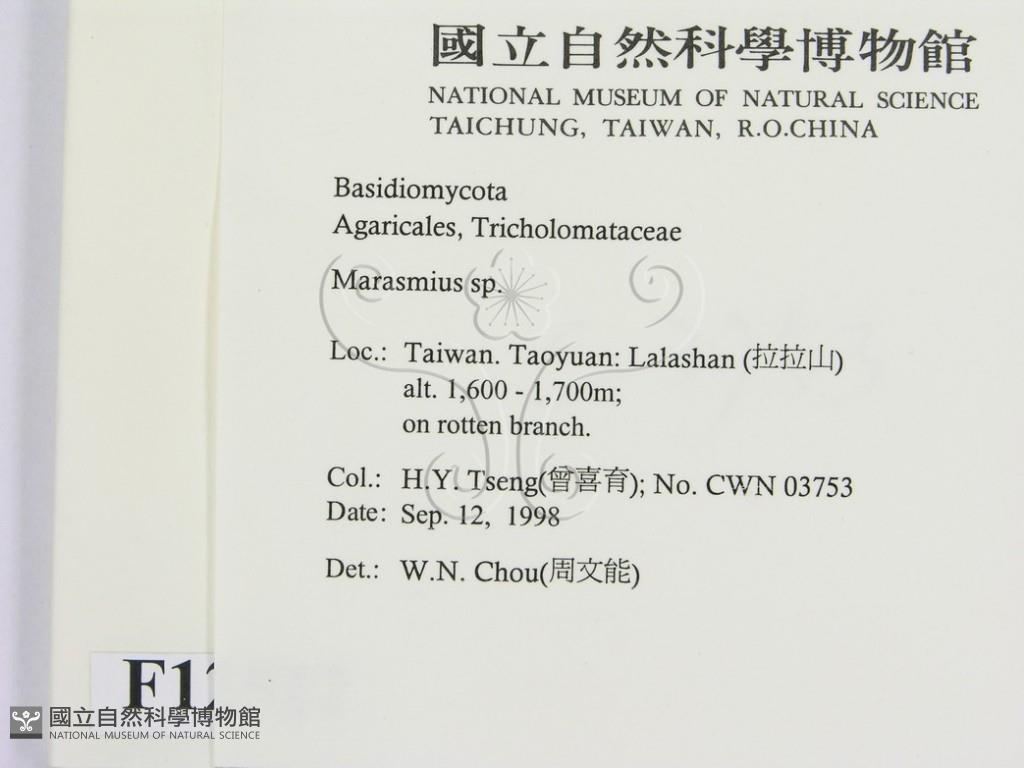 國立自然科學博物館
NATIONAL MUSEUM OF NATURAL SCIENCE
TAICHUNG, TAIWAN, R.O.CHINA
Basidiomycota
Agaricales, Tricholomataceae
Marasmius sp.
Loc.: Taiwan. Taoyuan: Lalashan (拉拉山)
alt. 1,600 - 1,700m;
on rotten branch.
Col.: H.Y. Tseng(曾喜育); No. CWN 03753
Date: Sep. 12, 1998
Det.: W.N. Chou(周文能)
國立自然科學博物館
NATIONAL MUSEUM OF NATURAL SCIENCE